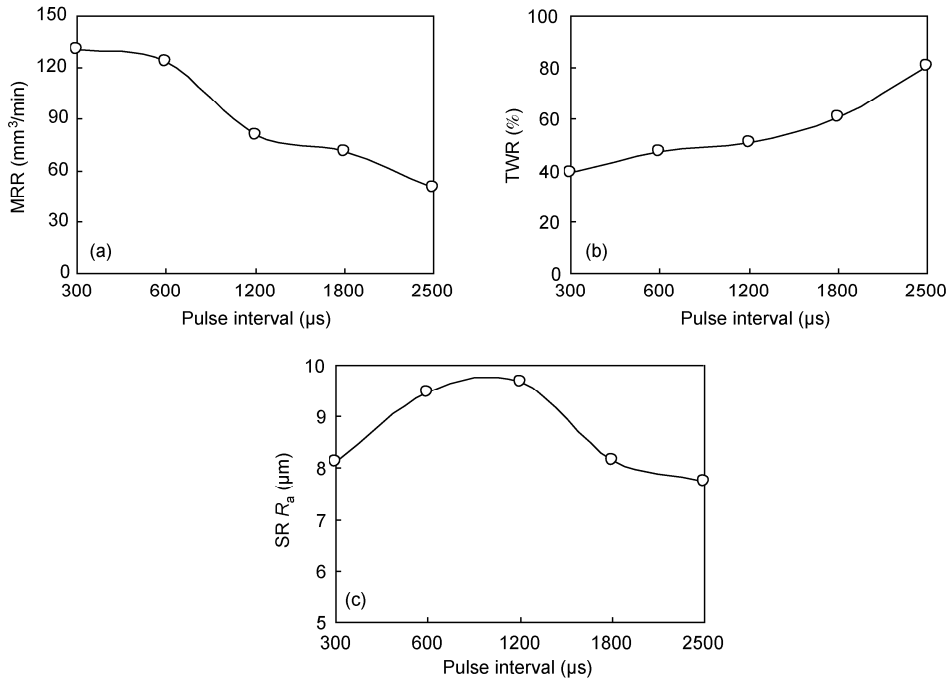 150
120
90
60
30
0
MRR (mm³/min)
(a)
300 600 1200 1800 2500
Pulse interval (μs)
100
80
60
40
20
0
TWR (%)
(b)
300 600 1200 1800 2500
Pulse interval (μs)
10
9
8
7
6
5
SR Ra (μm)
(c)
300 600 1200 1800 2500
Pulse interval (μs)